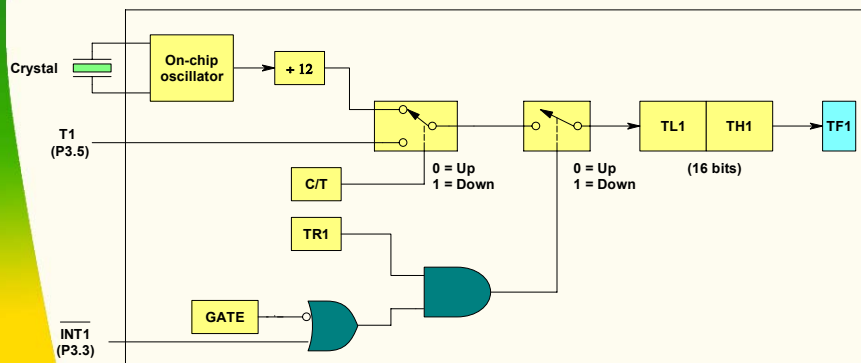 Crystal
On-chip
oscillator
+ 12
T1
(P3.5)
C/T
0 = Up
1 = Down
0 = Up
1 = Down
TL1
TH1
(16 bits)
TF1
TR1
GATE
INT1
(P3.3)